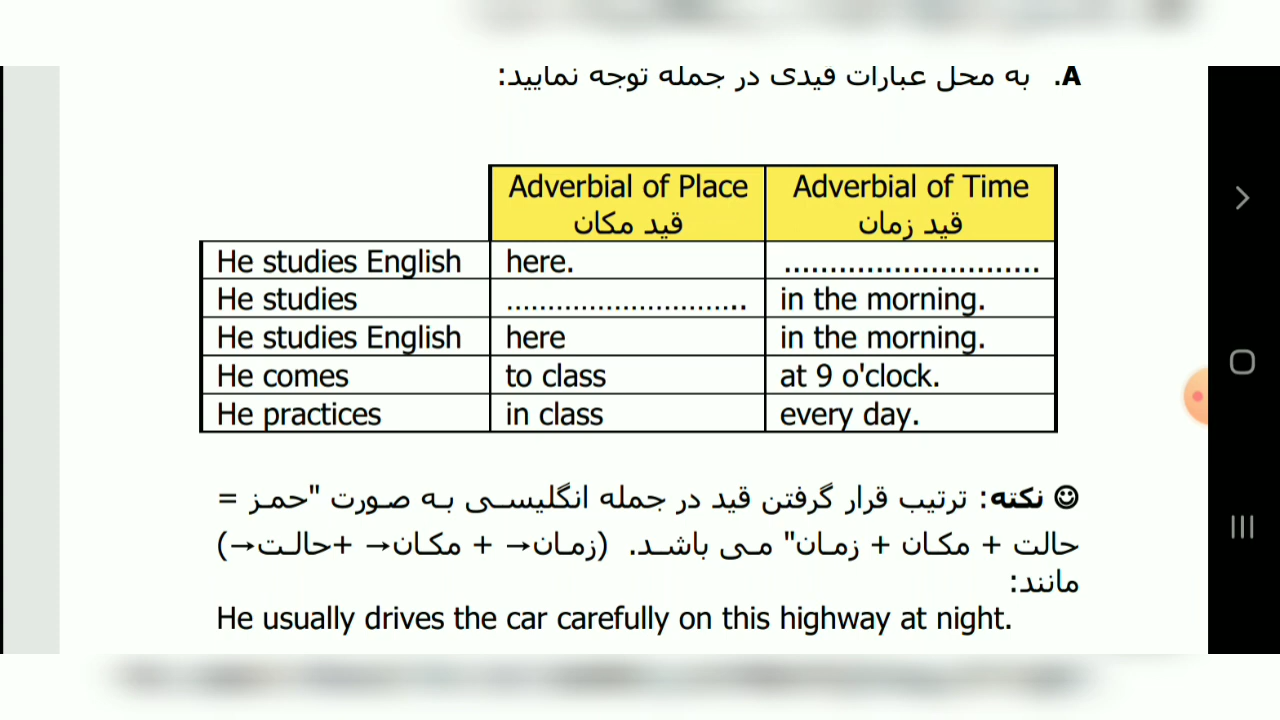 A. به محل عبارات قیدی در جمله توجه نمایید:
Adverbial of Place Adverbial of Time
قید مکان قید زمان
He studies English here. ............................
He studies .......................... in the morning.
He studies English here in the morning.
He comes to class at 9 o'clock.
He practices in class every day.
☺ نکته: ترتیب قرار گرفتن قید در جمله انگلیسی به صورت "حمز =
حالت + مکان + زمان" می باشد. (زمان→ + مکان→ +حالت→)
مانند:
He usually drives the car carefully on this highway at night.